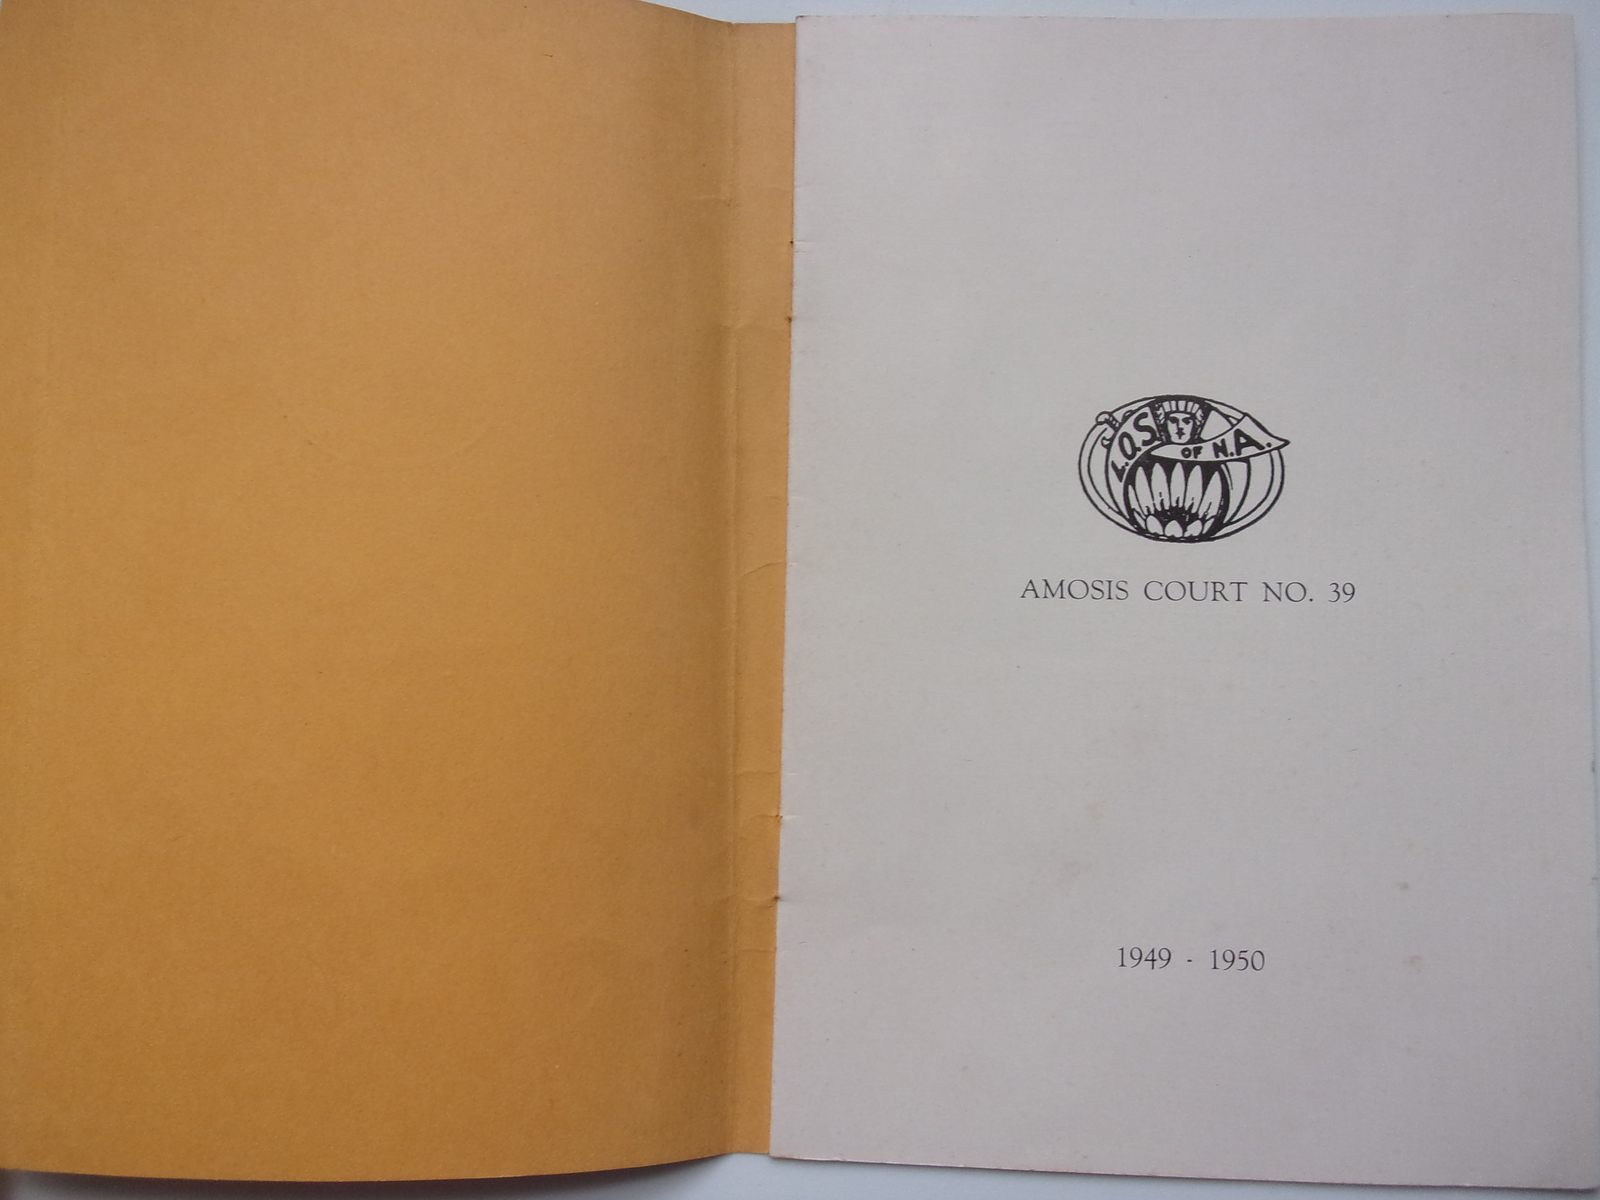 L.O.S. OF N.A.
AMOSIS COURT NO. 39
1949 - 1950